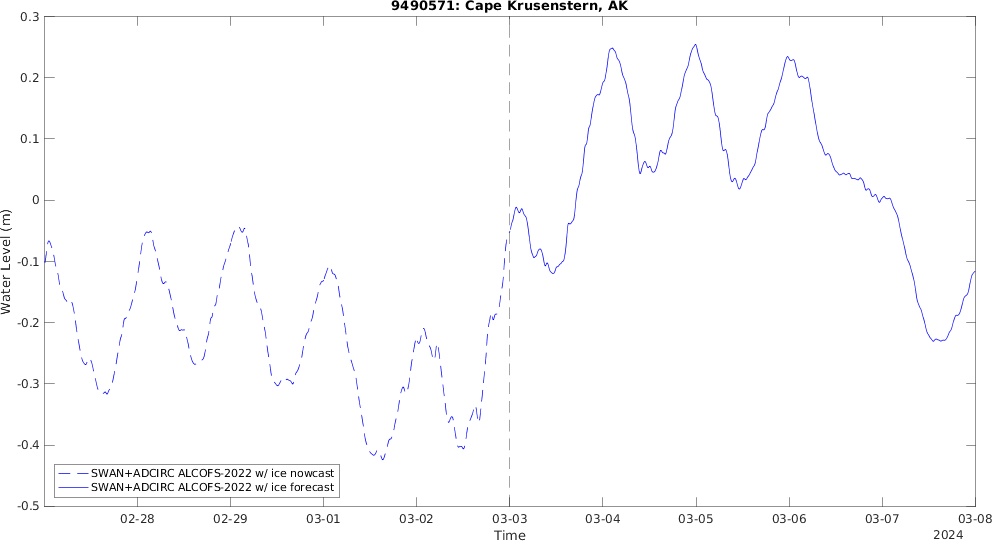 9490571: Cape Krusenstern, AK
0.3
0.2
0.1
0
-0.1
-0.2
-0.3
-0.4
-0.5
Water Level (m)
SWAN+ADCIRC ALCOFS-2022 w/ ice nowcast
SWAN+ADCIRC ALCOFS-2022 w/ ice forecast
02-28 02-29 03-01 03-02 03-03 03-04 03-05 03-06 03-07 03-08
Time
2024